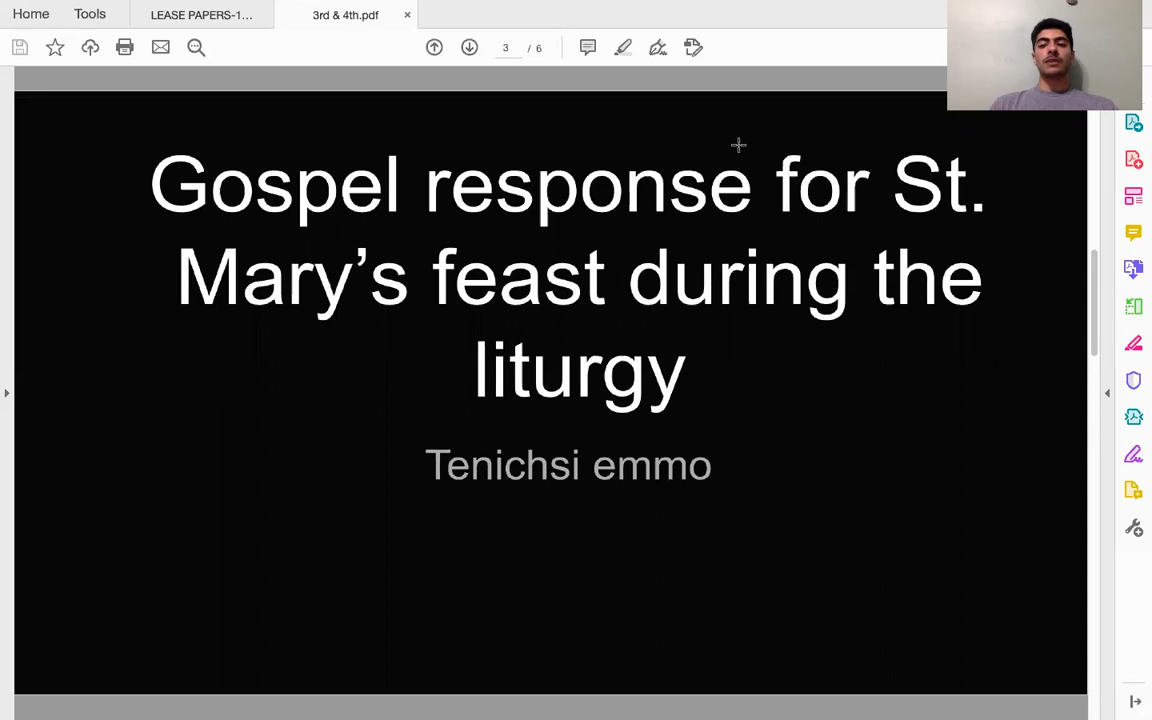 Home Tools LEASE PAPERS-1... 3rd & 4th.pdf ×
3 / 6
Gospel response for St.
Mary’s feast during the
liturgy
Tenichsi emmo